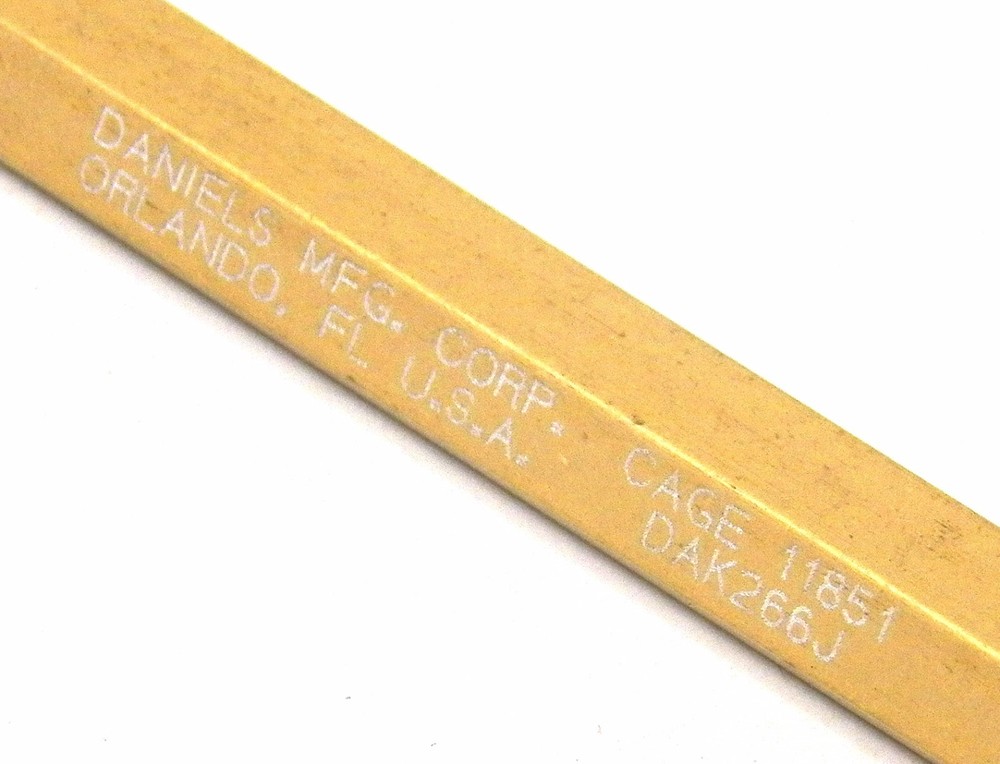 DANIELS MFG. CORP. CAGE 11851
ORLANDO, FL U.S.A. DAK266J